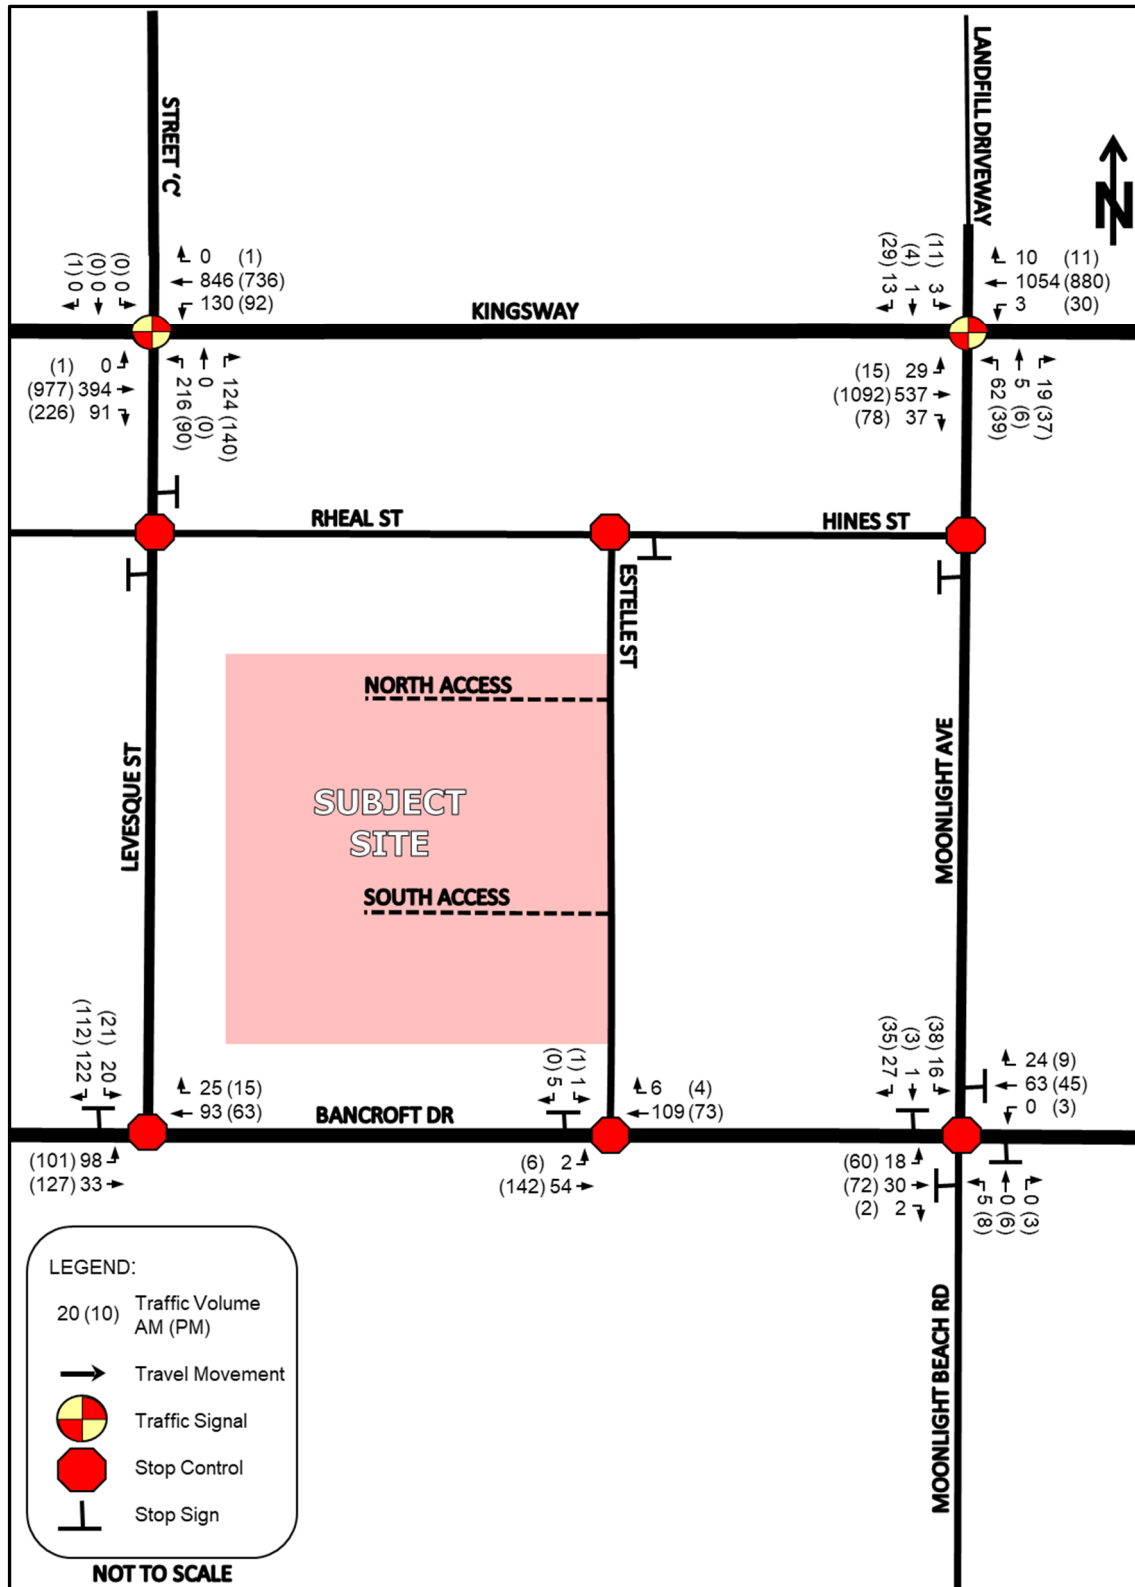 STREET 'C'
LANDFILL DRIVEWAY
N
(1) 0
(0) 0
(0) 0
0 (1)
846 (736)
130 (92)
(29) 13
(4) 1
(11) 3
10 (11)
1054 (880)
3 (30)
KINGSWAY
(1) 0
(977) 394
(226) 91
216 (90)
0 (0)
124 (140)
(15) 29
(1092) 537
(78) 37
62 (39)
5 (6)
19 (37)
RHEAL ST
HINES ST
ESTELLE ST
NORTH ACCESS
SUBJECT
SITE
SOUTH ACCESS
LEVESQUE ST
MOONLIGHT AVE
(112) 122
(21) 20
25 (15)
93 (63)
BANCROFT DR
(0) 5
(1) 1
6 (4)
109 (73)
(35) 27
(3) 1
(38) 16
24 (9)
63 (45)
0 (3)
(101) 98
(127) 33
(6) 2
(142) 54
(60) 18
(72) 30
(2) 2
5 (8)
0 (6)
0 (3)
MOONLIGHT BEACH RD
LEGEND:
20 (10) Traffic Volume
AM (PM)
Travel Movement
Traffic Signal
Stop Control
Stop Sign
NOT TO SCALE